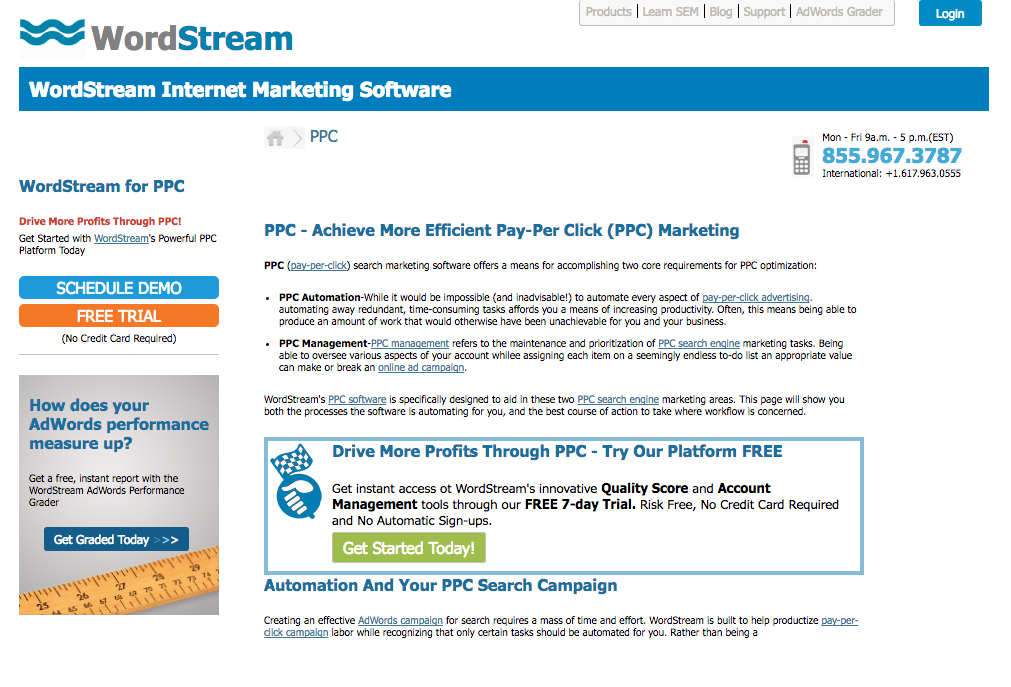 Products | Learn SEM | Blog | Support | AdWords Grader
Login
WordStream
WordStream Internet Marketing Software
PPC
Mon - Fri 9a.m. - 5 p.m.(EST)
855.967.3787
International: +1.617.963.0555
WordStream for PPC
Drive More Profits Through PPC!
Get Started with WordStream's Powerful PPC
Platform Today
SCHEDULE DEMO
FREE TRIAL
(No Credit Card Required)
How does your
AdWords performance
measure up?
Get a free, instant report with the
WordStream AdWords Performance
Grader
Get Graded Today >>>
25 26 27 28 29
64 65 66 67 68 69 70 71 72 73 74
PPC - Achieve More Efficient Pay-Per Click (PPC) Marketing
PPC (pay-per-click) search marketing software offers a means for accomplishing two core requirements for PPC optimization:
• PPC Automation-While it would be impossible (and inadvisable!) to automate every aspect of pay-per-click advertising.
automating away redundant, time-consuming tasks affords you a means of increasing productivity. Often, this means being able to
produce an amount of work that would otherwise have been unachievable for you and your business.
• PPC Management-PPC management refers to the maintenance and prioritization of PPC search engine marketing tasks. Being
able to oversee various aspects of your account whilee assigning each item on a seemingly endless to-do list an appropriate value
can make or break an online ad campaign.
WordStream's PPC software is specifically designed to aid in these two PPC search engine marketing areas. This page will show you
both the processes the software is automating for you, and the best course of action to take where workflow is concerned.
Drive More Profits Through PPC - Try Our Platform FREE
Get instant access ot WordStream's innovative Quality Score and Account
Management tools through our FREE 7-day Trial. Risk Free, No Credit Card Required
and No Automatic Sign-ups.
Get Started Today!
Automation And Your PPC Search Campaign
Creating an effective AdWords campaign for search requires a mass of time and effort. WordStream is built to help productize pay-per-
click campaign labor while recognizing that only certain tasks should be automated for you. Rather than being a